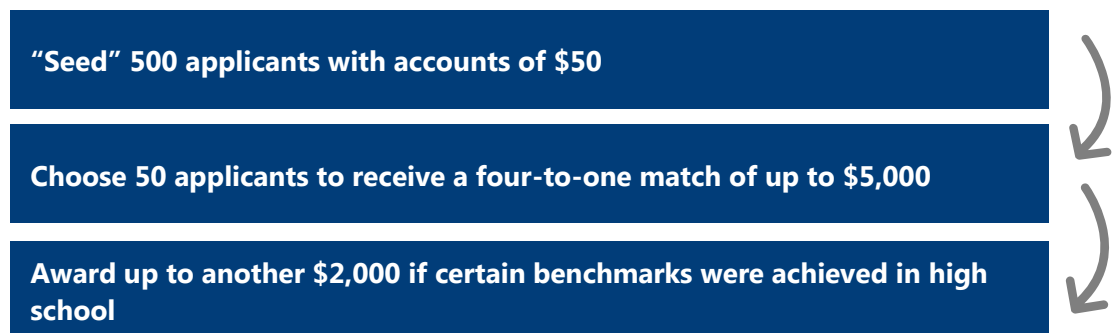 “Seed” 500 applicants with accounts of $50
Choose 50 applicants to receive a four-to-one match of up to $5,000
Award up to another $2,000 if certain benchmarks were achieved in high
school